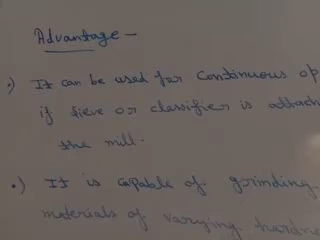 Advantage -
•) It can be used for Continuous op
if sieve or classifier is attach
the mill.
•) It is capable of grinding
materials of varying hardne